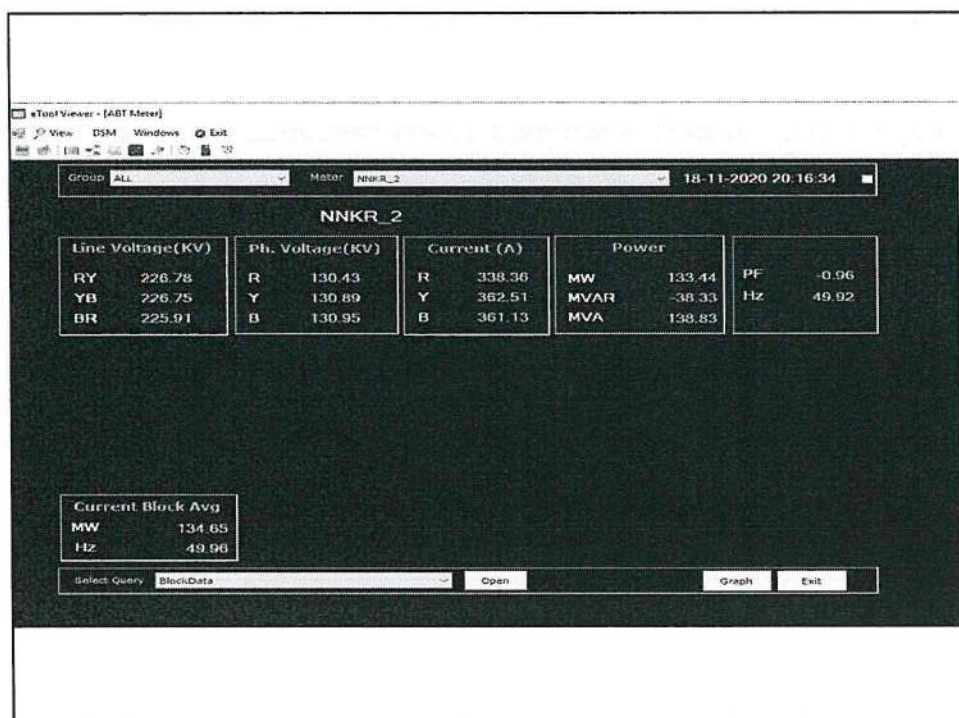 eTool Viewer - [ABT Meter]
View DSM Windows Exit
Group ALL Meter NNKR_2 18-11-2020 20:16:34
NNKR_2
Line Voltage(KV) Ph. Voltage(KV) Current (A) Power
RY 226.78 R 130.43 R 338.36 MW 133.44 PF -0.96
YB 226.75 Y 130.89 Y 362.51 MVAR -38.33 Hz 49.92
BR 225.91 B 130.95 B 361.13 MVA 138.83
Current Block Avg
MW 134.65
Hz 49.96
Select Query BlockData Open Graph Exit